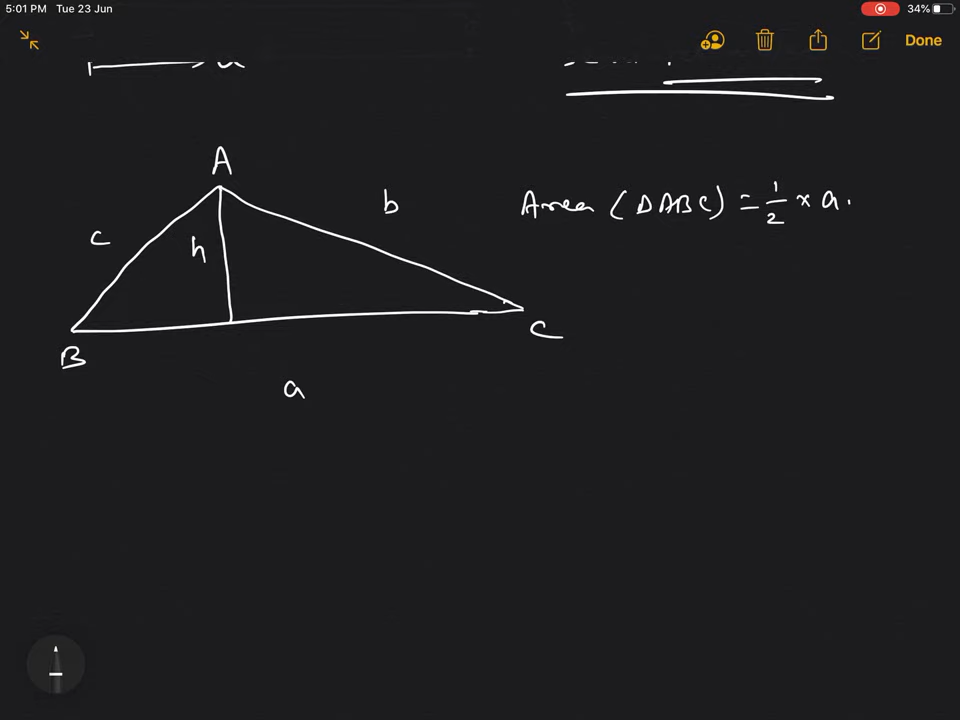 5:01 PM Tue 23 Jun 34%
Done
A
b
Area (ΔABC) = 1/2 × a.
c
h
C
B
a